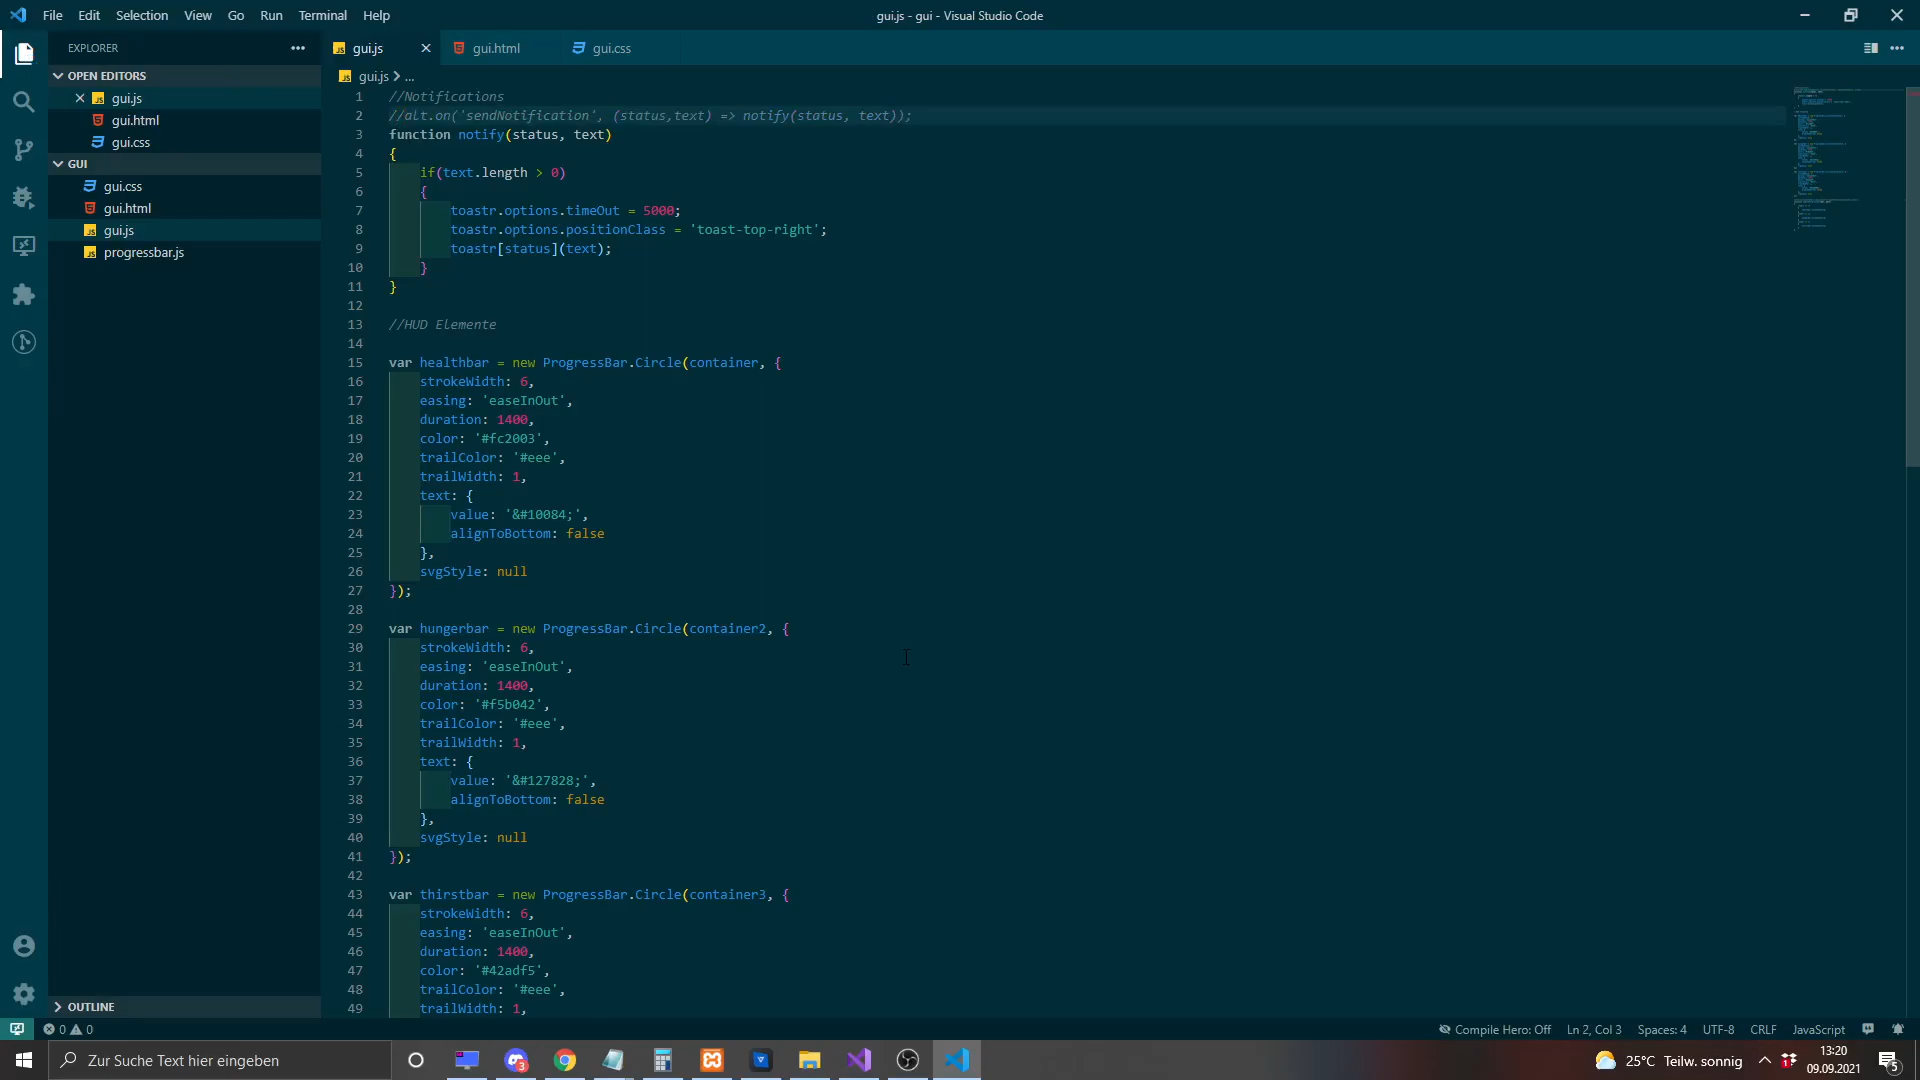 File Edit Selection View Go Run Terminal Help
gui.js - gui - Visual Studio Code
EXPLORER
OPEN EDITORS
gui.js
gui.html
gui.css
GUI
gui.css
gui.html
gui.js
progressbar.js
OUTLINE
gui.js gui.html gui.css
gui.js > ...
1 //Notifications
2 //alt.on('sendNotification', (status,text) => notify(status, text));
3 function notify(status, text)
4 {
5 if(text.length > 0)
6 {
7 toastr.options.timeOut = 5000;
8 toastr.options.positionClass = 'toast-top-right';
9 toastr[status](text);
10 }
11 }
12
13 //HUD Elemente
14
15 var healthbar = new ProgressBar.Circle(container, {
16 strokeWidth: 6,
17 easing: 'easeInOut',
18 duration: 1400,
19 color: '#fc2003',
20 trailColor: '#eee',
21 trailWidth: 1,
22 text: {
23 value: '&#10084;',
24 alignToBottom: false
25 },
26 svgStyle: null
27 });
28
29 var hungerbar = new ProgressBar.Circle(container2, {
30 strokeWidth: 6,
31 easing: 'easeInOut',
32 duration: 1400,
33 color: '#f5b042',
34 trailColor: '#eee',
35 trailWidth: 1,
36 text: {
37 value: '&#127828;',
38 alignToBottom: false
39 },
40 svgStyle: null
41 });
42
43 var thirstbar = new ProgressBar.Circle(container3, {
44 strokeWidth: 6,
45 easing: 'easeInOut',
46 duration: 1400,
47 color: '#42adf5',
48 trailColor: '#eee',
49 trailWidth: 1,
0 0
Compile Hero: Off Ln 2, Col 3 Spaces: 4 UTF-8 CRLF JavaScript
Zur Suche Text hier eingeben
3
25°C Teilw. sonnig
13:20
09.09.2021
5